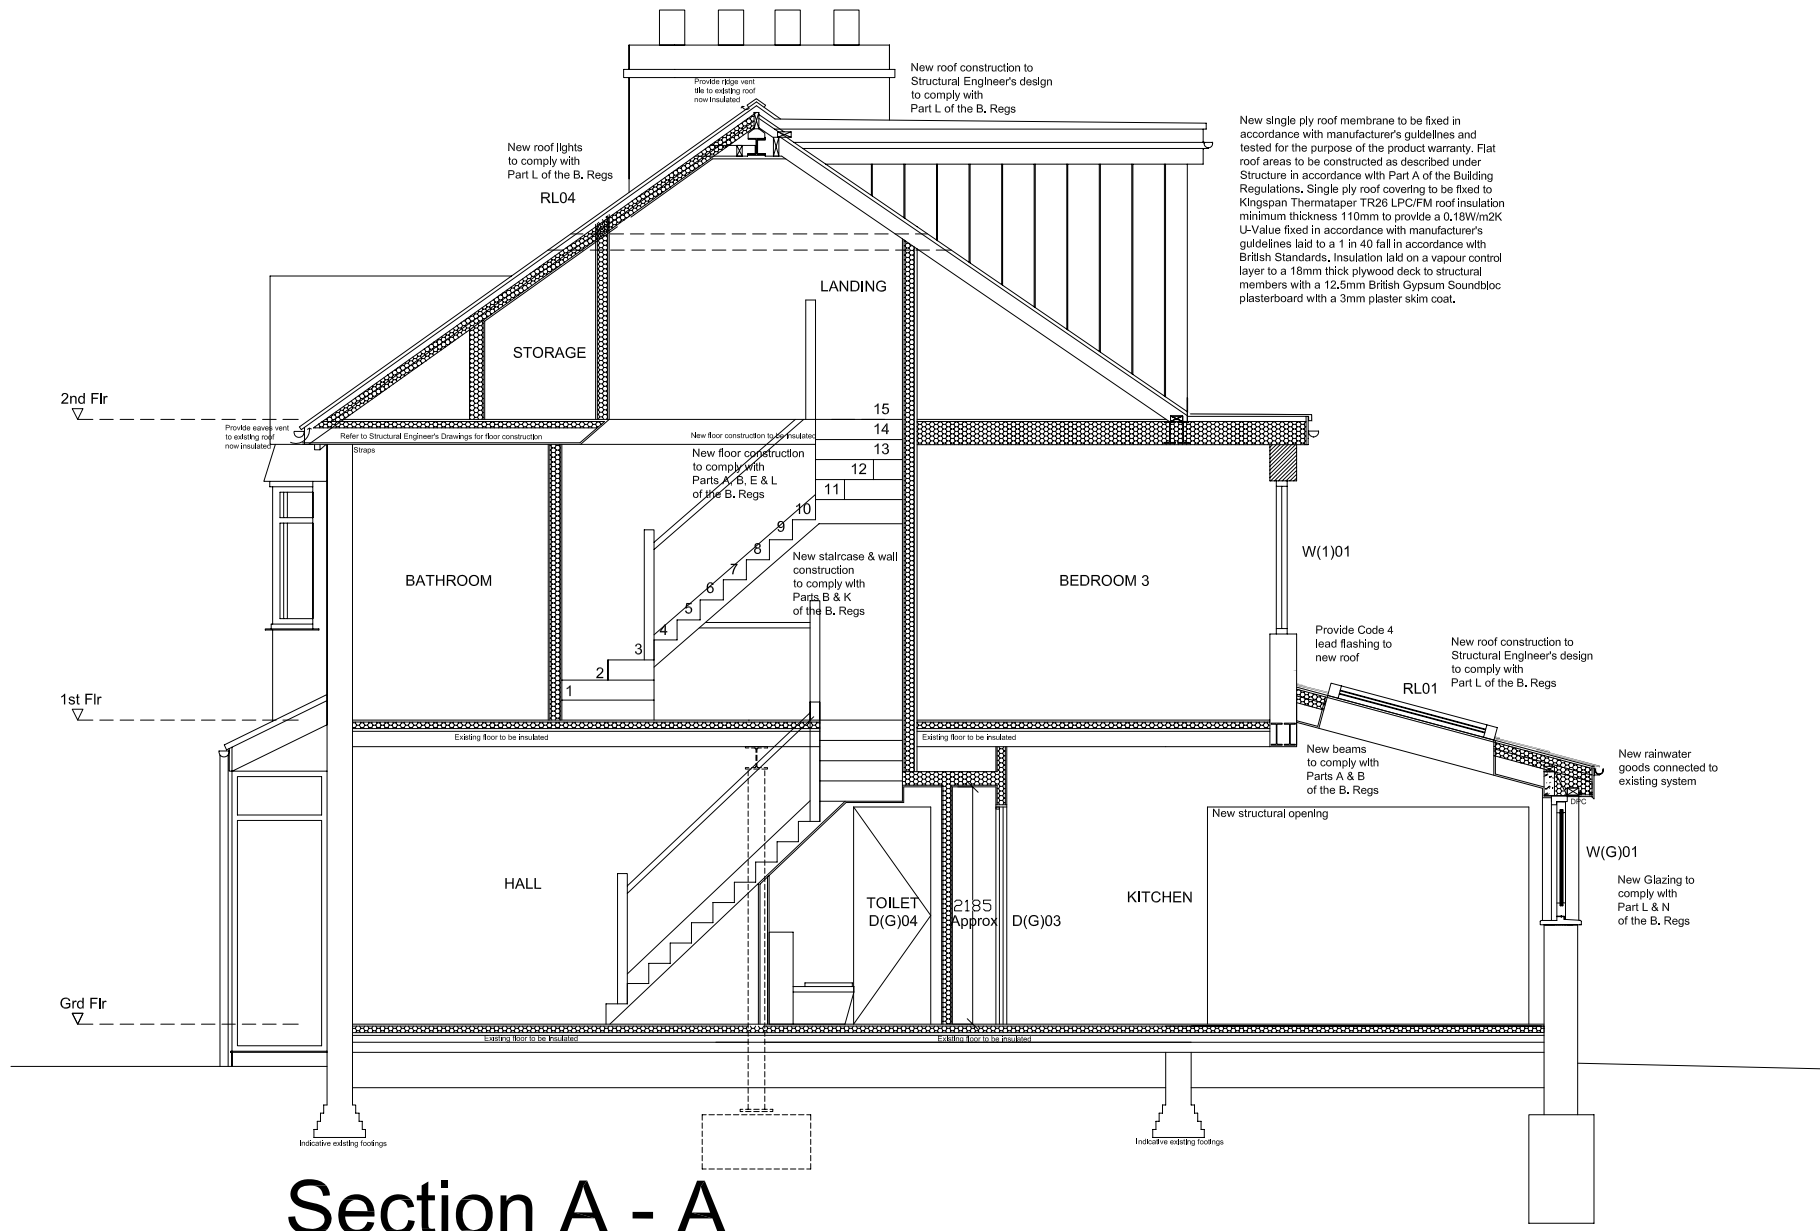 Provide ridge vent
tile to existing roof
now insulated
New roof construction to
Structural Engineer's design
to comply with
Part L of the B. Regs
New single ply roof membrane to be fixed in
accordance with manufacturer's guidelines and
tested for the purpose of the product warranty. Flat
roof areas to be constructed as described under
Structure in accordance with Part A of the Building
Regulations. Single ply roof covering to be fixed to
Kingspan Thermataper TR26 LPC/FM roof insulation
minimum thickness 110mm to provide a 0.18W/m2K
U-Value fixed in accordance with manufacturer's
guidelines laid to a 1 in 40 fall in accordance with
British Standards. Insulation laid on a vapour control
layer to a 18mm thick plywood deck to structural
members with a 12.5mm British Gypsum Soundbloc
plasterboard with a 3mm plaster skim coat.
New roof lights
to comply with
Part L of the B. Regs
RL04
LANDING
STORAGE
2nd Flr
Provide eaves vent
to existing roof
now insulated
Refer to Structural Engineer's Drawings for floor construction
Straps
New floor construction to be insulated
New floor construction
to comply with
Parts A, B, E & L
of the B. Regs
15
14
13
12
11
10
9
8
7
6
5
4
3
2
1
New staircase & wall
construction
to comply with
Parts B & K
of the B. Regs
BATHROOM
BEDROOM 3
W(1)01
Provide Code 4
lead flashing to
new roof
New roof construction to
Structural Engineer's design
to comply with
Part L of the B. Regs
RL01
1st Flr
Existing floor to be insulated
Existing floor to be insulated
New beams
to comply with
Parts A & B
of the B. Regs
New rainwater
goods connected to
existing system
DPC
New structural opening
W(G)01
New Glazing to
comply with
Part L & N
of the B. Regs
HALL
TOILET
D(G)04
2185
Approx
D(G)03
KITCHEN
Grd Flr
Existing floor to be insulated
Existing floor to be insulated
Indicative existing footings
Indicative existing footings
Section A - A